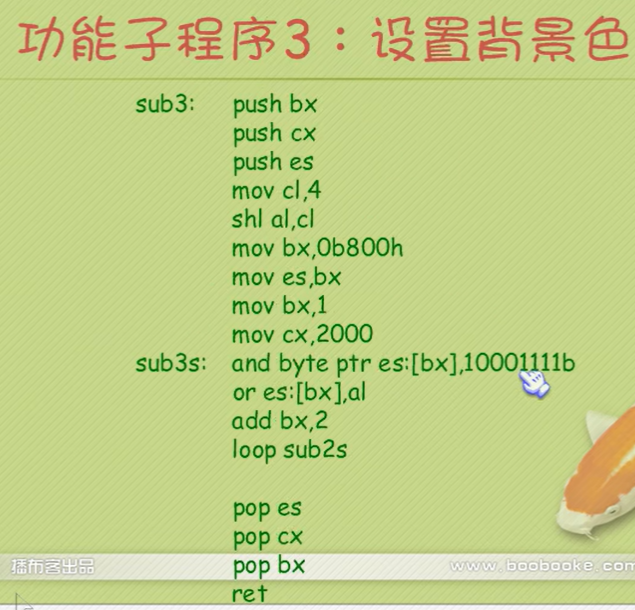 功能子程序3：设置背景色
sub3: push bx
push cx
push es
mov cl,4
shl al,cl
mov bx,0b800h
mov es,bx
mov bx,1
mov cx,2000
sub3s: and byte ptr es:[bx],10001111b
or es:[bx],al
add bx,2
loop sub2s
pop es
pop cx
播布客出品 pop bx www.boobooke.com
ret